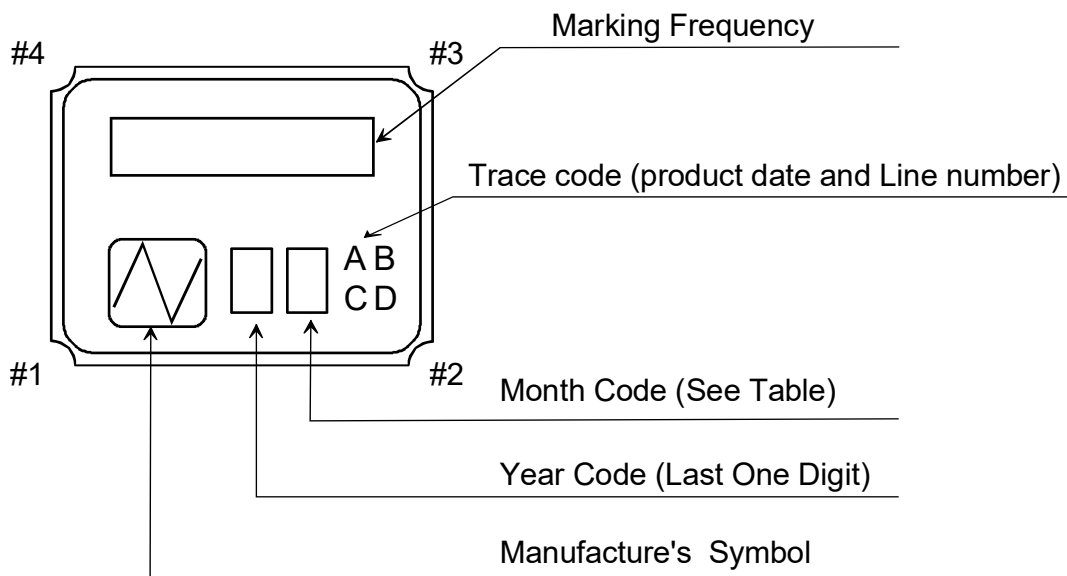 Marking Frequency
#4
#3
Trace code (product date and Line number)
A B
C D
#1
#2
Month Code (See Table)
Year Code (Last One Digit)
Manufacture's Symbol